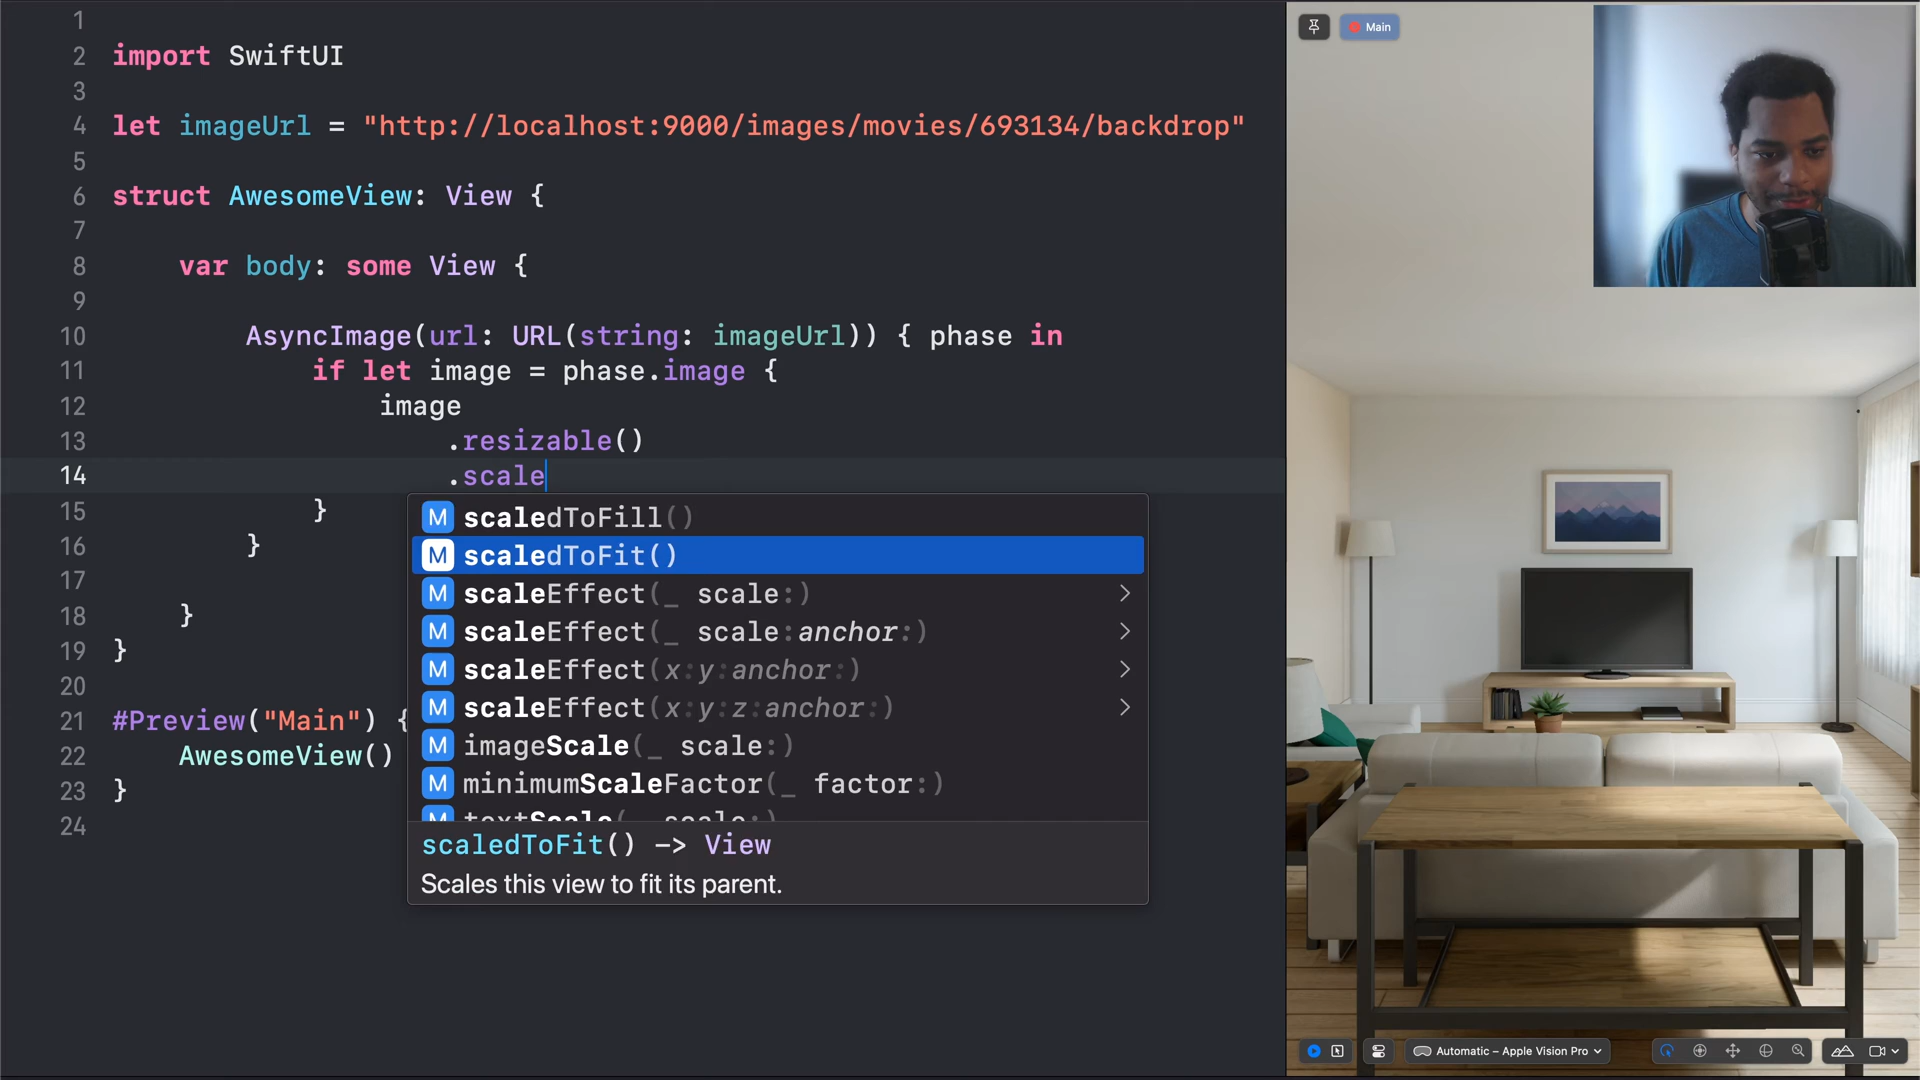 1
2 import SwiftUI
3
4 let imageUrl = "http://localhost:9000/images/movies/693134/backdrop"
5
6 struct AwesomeView: View {
7
8 var body: some View {
9
10 AsyncImage(url: URL(string: imageUrl)) { phase in
11 if let image = phase.image {
12 image
13 .resizable()
14 .scale
15 }
16 }
17
18 }
19 }
20
21 #Preview("Main") {
22 AwesomeView()
23 }
24
M scaledToFill()
M scaledToFit()
M scaleEffect(_ scale:)
M scaleEffect(_ scale:anchor:)
M scaleEffect(x:y:anchor:)
M scaleEffect(x:y:z:anchor:)
M imageScale(_ scale:)
M minimumScaleFactor(_ factor:)
M textScale(_ scale:)
scaledToFit() -> View
Scales this view to fit its parent.
Main
Automatic – Apple Vision Pro